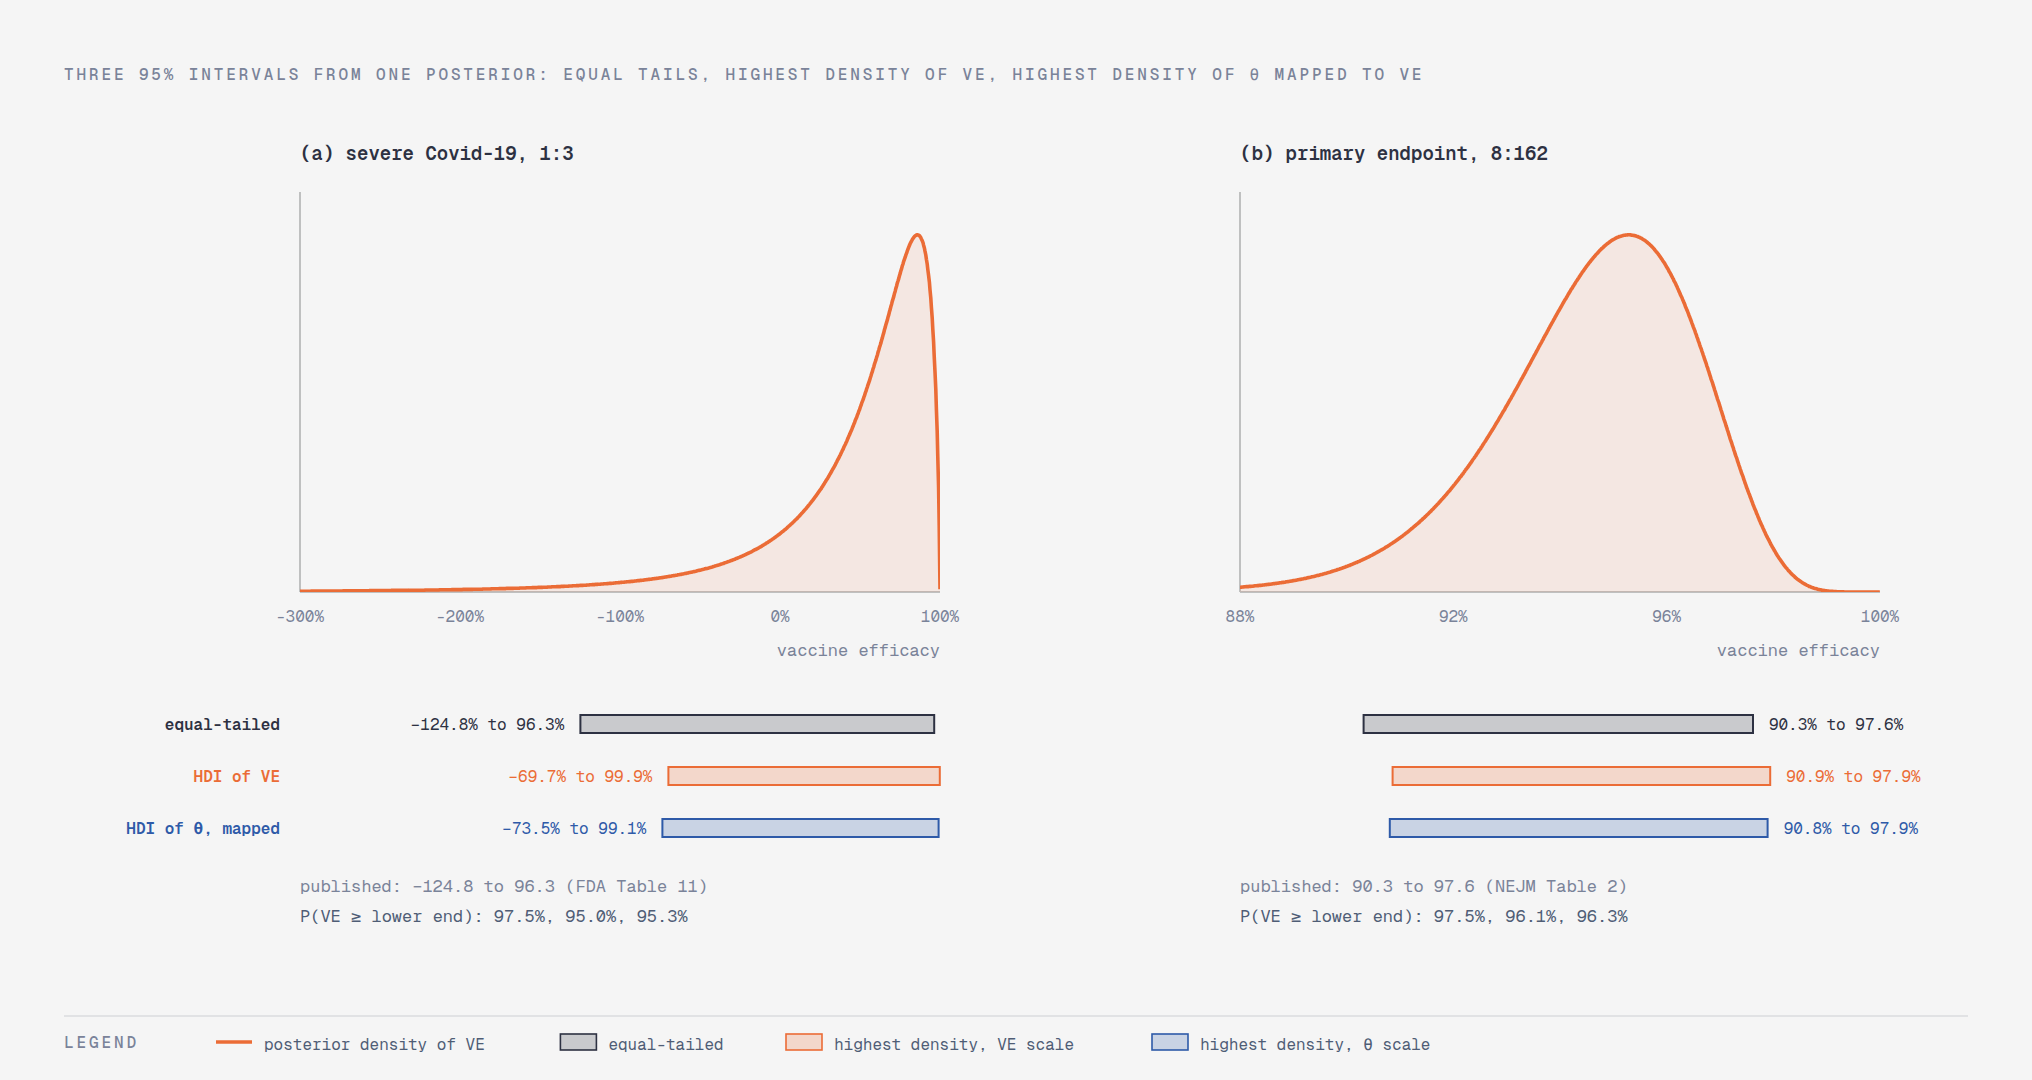 THREE 95% INTERVALS FROM ONE POSTERIOR: EQUAL TAILS, HIGHEST DENSITY OF VE, HIGHEST DENSITY OF θ MAPPED TO VE
(a) severe Covid-19, 1:3
-300% -200% -100% 0% 100%
vaccine efficacy
(b) primary endpoint, 8:162
88% 92% 96% 100%
vaccine efficacy
equal-tailed −124.8% to 96.3% 90.3% to 97.6%
HDI of VE −69.7% to 99.9% 90.9% to 97.9%
HDI of θ, mapped −73.5% to 99.1% 90.8% to 97.9%
published: −124.8 to 96.3 (FDA Table 11)
P(VE ≥ lower end): 97.5%, 95.0%, 95.3%
published: 90.3 to 97.6 (NEJM Table 2)
P(VE ≥ lower end): 97.5%, 96.1%, 96.3%
LEGEND posterior density of VE equal-tailed highest density, VE scale highest density, θ scale